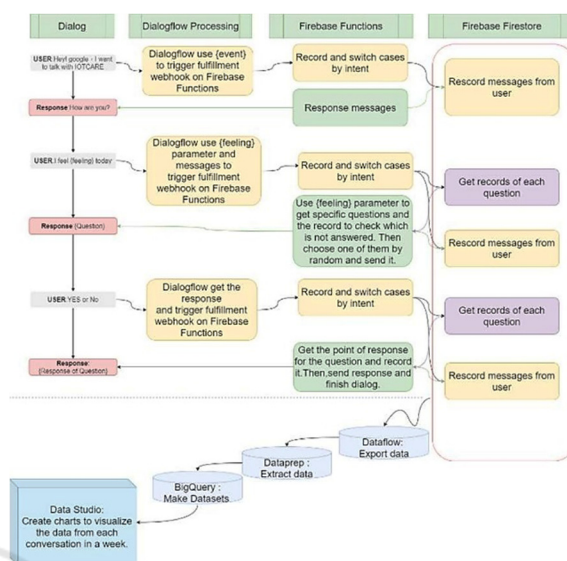 Dialog
Dialogflow Processing
Firebase Functions
Firebase Firestore
USER:Hey! google - I want
to talk with IOTCARE
Dialogflow use {event}
to trigger fulfillment
webhook on Firebase
Functions
Record and switch cases
by intent
Rescord messages from
user
Response:How are you?
Response messages
USER:I feel {feeling} today
Dialogflow use {feeling}
parameter and
messages to
trigger fulfillment
webhook on Firebase
Functions
Record and switch cases
by intent
Get records of each
question
Response:{Question}
Use {feeling} parameter to
get specific questions and
the record to check which
is not answered. Then
choose one of them by
random and send it.
Rescord messages from
user
USER:YES or No
Dialogflow get the
response
and trigger fulfillment
webhook on Firebase
Functions
Record and switch cases
by intent
Get records of each
question
Response:
{Response of Question}
Get the point of response
for the question and record
it.Then,send response and
finish dialog.
Rescord messages from
user
Dataflow:
Export data
Dataprep :
Extract data
BigQuery :
Make Datasets
Data Studio:
Create charts to visualize
the data from each
conversation in a week.